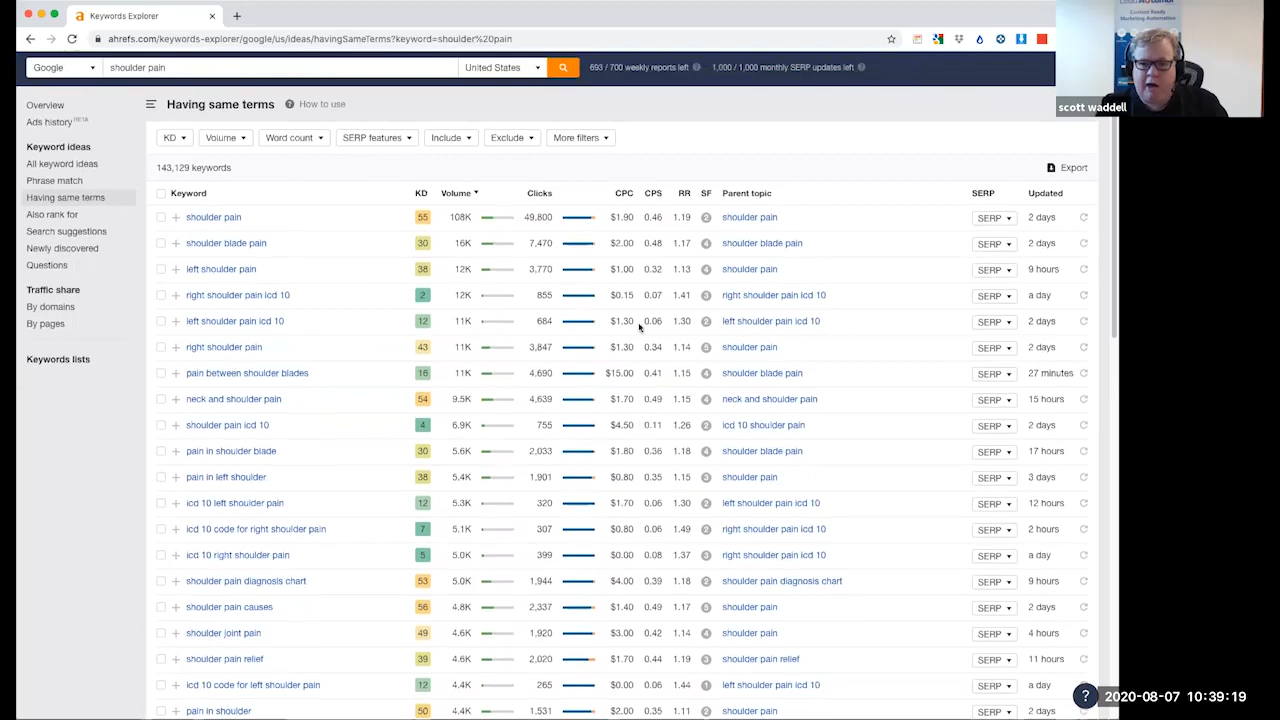 Keywords Explorer
ahrefs.com/keywords-explorer/google/us/ideas/havingSameTerms?keyword=shoulder%20pain
Content Ready
Marketing Automation
scott waddell
Google shoulder pain United States 693 / 700 weekly reports left 1,000 / 1,000 monthly SERP updates left
Overview
Ads history BETA
Keyword ideas
All keyword ideas
Phrase match
Having same terms
Also rank for
Search suggestions
Newly discovered
Questions
Traffic share
By domains
By pages
Keywords lists
Having same terms How to use
KD Volume Word count SERP features Include Exclude More filters
143,129 keywords Export
Keyword KD Volume Clicks CPC CPS RR SF Parent topic SERP Updated
shoulder pain 55 108K 49,800 $1.90 0.46 1.19 2 shoulder pain SERP 2 days
shoulder blade pain 30 16K 7,470 $2.00 0.48 1.17 4 shoulder blade pain SERP 2 days
left shoulder pain 38 12K 3,770 $1.00 0.32 1.13 4 shoulder pain SERP 9 hours
right shoulder pain icd 10 2 12K 855 $0.15 0.07 1.41 3 right shoulder pain icd 10 SERP a day
left shoulder pain icd 10 12 11K 684 $1.30 0.06 1.30 2 left shoulder pain icd 10 SERP 2 days
right shoulder pain 43 11K 3,847 $1.30 0.34 1.14 shoulder pain SERP 2 days
pain between shoulder blades 16 11K 4,690 $15.00 0.41 1.15 4 shoulder blade pain SERP 27 minutes
neck and shoulder pain 54 9.5K 4,639 $1.70 0.49 1.15 4 neck and shoulder pain SERP 15 hours
shoulder pain icd 10 4 6.9K 755 $4.50 0.11 1.26 2 icd 10 shoulder pain SERP 2 days
pain in shoulder blade 30 5.6K 2,033 $1.80 0.36 1.18 4 shoulder blade pain SERP 17 hours
pain in left shoulder 38 5.4K 1,901 $0.80 0.35 1.15 shoulder pain SERP 3 days
icd 10 left shoulder pain 12 5.3K 320 $1.70 0.06 1.30 2 left shoulder pain icd 10 SERP 12 hours
icd 10 code for right shoulder pain 7 5.1K 307 $0.80 0.06 1.49 2 right shoulder pain icd 10 SERP 2 hours
icd 10 right shoulder pain 5 5.0K 399 $0.00 0.08 1.37 3 right shoulder pain icd 10 SERP a day
shoulder pain diagnosis chart 53 5.0K 1,944 $4.00 0.39 1.18 2 shoulder pain diagnosis chart SERP 9 hours
shoulder pain causes 56 4.8K 2,337 $1.40 0.49 1.17 shoulder pain SERP 2 days
shoulder joint pain 49 4.6K 1,920 $3.00 0.42 1.14 4 shoulder pain SERP 4 hours
shoulder pain relief 39 4.6K 2,020 $1.70 0.44 1.19 3 shoulder pain relief SERP 11 hours
icd 10 code for left shoulder pain 12 4.4K 265 $0.00 0.06 1.44 2 left shoulder pain icd 10 SERP a day
pain in shoulder 50 4.4K 1,531 $2.00 0.35 1.11 2 shoulder pain SERP
2020-08-07 10:39:19